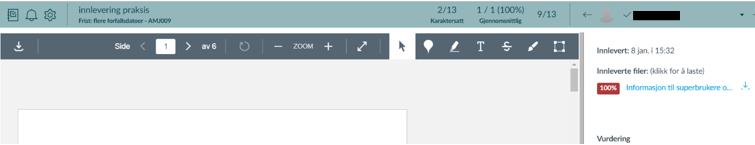 innlevering praksis
Frist: flere forfallsdatoer - AMJ009
2/13
Karaktersatt
1 / 1 (100%)
Gjennomsnittlig
9/13
Side 1 av 6
ZOOM
T
S
Innlevert: 8 jan. i 15:32
Innleverte filer: (klikk for å laste)
100% Informasjon til superbrukere o...
Vurdering